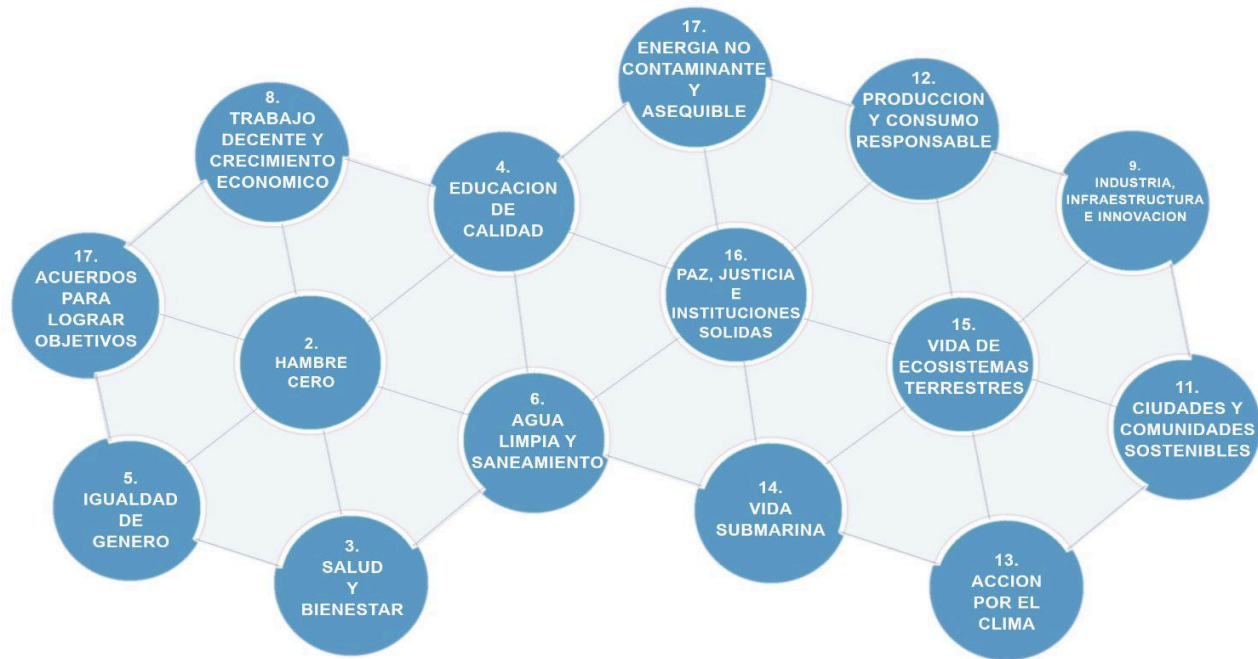 17.
ENERGIA NO
CONTAMINANTE
Y
ASEQUIBLE
12.
PRODUCCION
Y CONSUMO
RESPONSABLE
8.
TRABAJO
DECENTE Y
CRECIMIENTO
ECONOMICO
4.
EDUCACION
DE
CALIDAD
9.
INDUSTRIA,
INFRAESTRUCTURA
E INNOVACION
17.
ACUERDOS
PARA
LOGRAR
OBJETIVOS
16.
PAZ, JUSTICIA
E
INSTITUCIONES
SOLIDAS
2.
HAMBRE
CERO
15.
VIDA DE
ECOSISTEMAS
TERRESTRES
6.
AGUA
LIMPIA Y
SANEAMIENTO
11.
CIUDADES Y
COMUNIDADES
SOSTENIBLES
5.
IGUALDAD
DE
GENERO
14.
VIDA
SUBMARINA
3.
SALUD
Y
BIENESTAR
13.
ACCION
POR EL
CLIMA